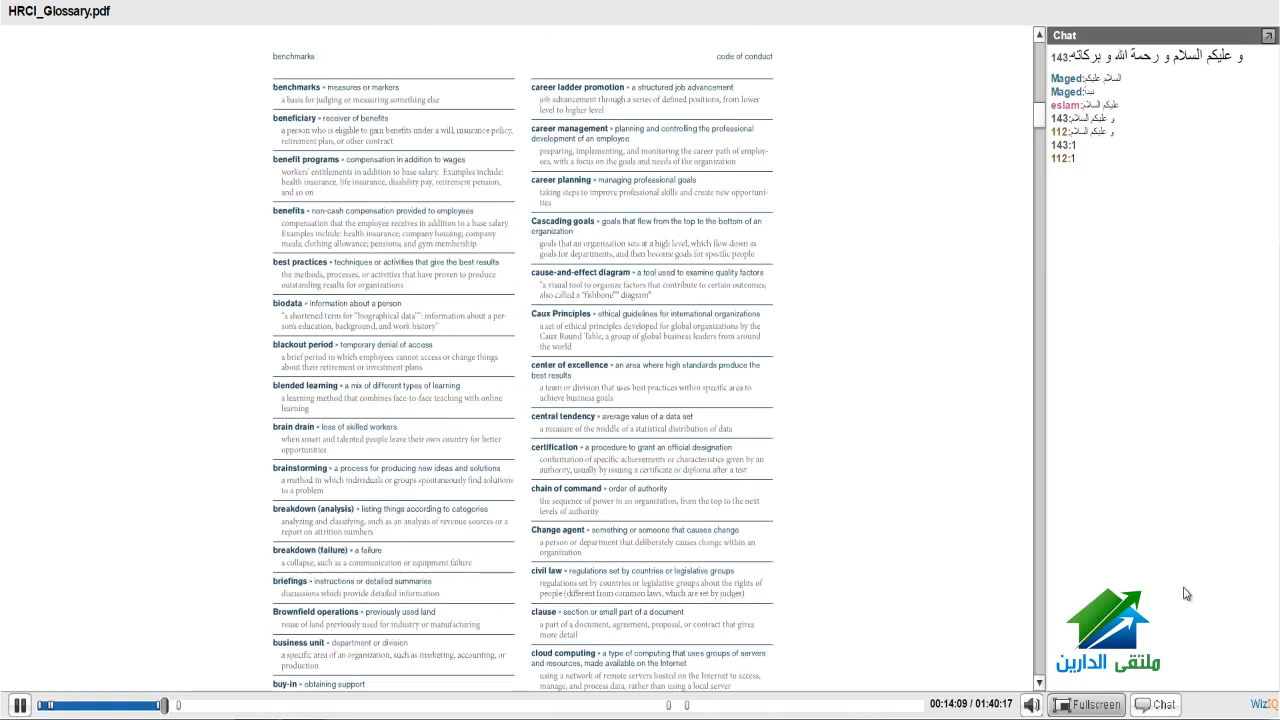 HRCI_Glossary.pdf
benchmarks
code of conduct
benchmarks » measures or markers
a basis for judging or measuring something else
beneficiary » receiver of benefits
a person who is eligible to gain benefits under a will, insurance policy,
retirement plan, or other contract
benefit programs » compensation in addition to wages
workers' entitlements in addition to base salary. Examples include:
health insurance, life insurance, disability pay, retirement pension,
and so on
benefits » non-cash compensation provided to employees
compensation that the employee receives in addition to a base salary.
Examples include: health insurance; company housing; company
meals; clothing allowance; pensions; and gym membership
best practices » techniques or activities that give the best results
the methods, processes, or activities that have proven to produce
outstanding results for organizations
biodata » information about a person
"a shortened term for "biographical data"": information about a per-
son's education, background, and work history"
blackout period » temporary denial of access
a brief period in which employees cannot access or change things
about their retirement or investment plans
blended learning » a mix of different types of learning
a learning method that combines face-to-face teaching with online
learning
brain drain » loss of skilled workers
when smart and talented people leave their own country for better
opportunities
brainstorming » a process for producing new ideas and solutions
a method in which individuals or groups spontaneously find solutions
to a problem
breakdown (analysis) » listing things according to categories
analyzing and classifying, such as an analysis of revenue sources or a
report on attrition numbers
breakdown (failure) » a failure
a collapse, such as a communication or equipment failure
briefings » instructions or detailed summaries
discussions which provide detailed information
Brownfield operations » previously used land
reuse of land previously used for industry or manufacturing
business unit » department or division
a specific area of an organization, such as marketing, accounting, or
production
buy-in » obtaining support
career ladder promotion » a structured job advancement
job advancement through a series of defined positions, from lower
level to higher level
career management » planning and controlling the professional
development of an employee
preparing, implementing, and monitoring the career path of employ-
ees, with a focus on the goals and needs of the organization
career planning » managing professional goals
taking steps to improve professional skills and create new opportuni-
ties
Cascading goals » goals that flow from the top to the bottom of an
organization
goals that an organization sets at a high level, which flow down as
goals for departments, and then become goals for specific people
cause-and-effect diagram » a tool used to examine quality factors
"a visual tool to organize factors that contribute to certain outcomes;
also called a "fishbone"" diagram"
Caux Principles » ethical guidelines for international organizations
a set of ethical principles developed for global organizations by the
Caux Round Table, a group of global business leaders from around
the world
center of excellence » an area where high standards produce the
best results
a team or division that uses best practices within specific area to
achieve business goals
central tendency » average value of a data set
a measure of the middle of a statistical distribution of data
certification » a procedure to grant an official designation
confirmation of specific achievements or characteristics given by an
authority, usually by issuing a certificate or diploma after a test
chain of command » order of authority
the sequence of power in an organization, from the top to the next
levels of authority
Change agent » something or someone that causes change
a person or department that deliberately causes change within an
organization
civil law » regulations set by countries or legislative groups
regulations set by countries or legislative groups about the rights of
people (different from common laws, which are set by judges)
clause » section or small part of a document
a part of a document, agreement, proposal, or contract that gives
more detail
cloud computing » a type of computing that uses groups of servers
and resources, made available on the Internet
using a network of remote servers hosted on the Internet to access,
manage, and process data, rather than using a local server
Chat
143:و عليكم السلام و رحمة الله و بركاته
Maged:السلام عليكم
Maged:نبدأ
eslam:عليكم السلام
143:و عليكم السلام
112:و عليكم السلام
143:1
112:1
ملتقى الدارين
00:14:09 / 01:40:17
Fullscreen
Chat
WizIQ